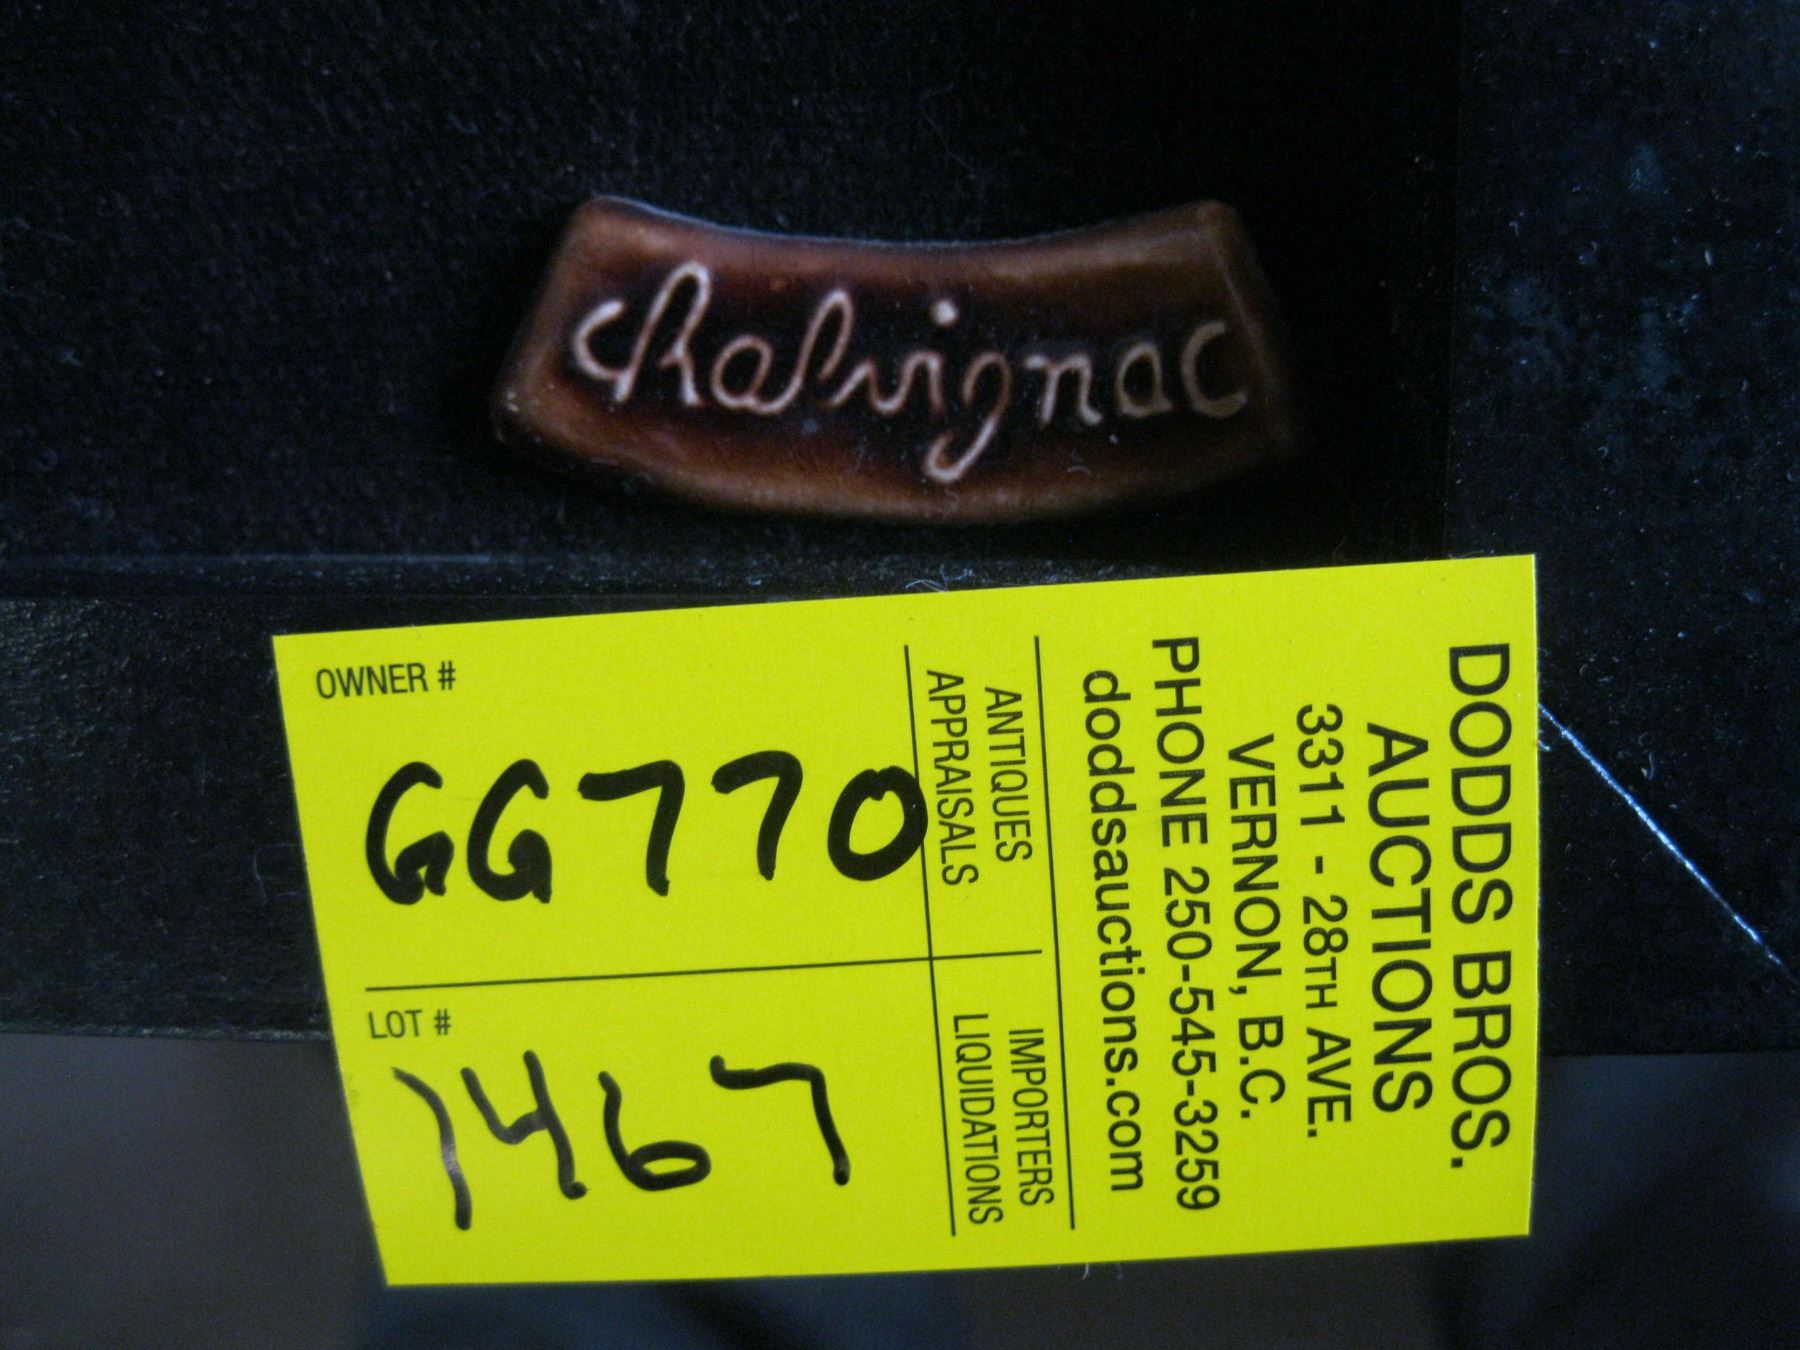 Chalvignac
OWNER #
GG770
LOT #
1467
ANTIQUES
APPRAISALS
IMPORTERS
LIQUIDATIONS
DODDS BROS.
AUCTIONS
3311 - 28TH AVE.
VERNON, B.C.
PHONE 250-545-3259
doddsauctions.com